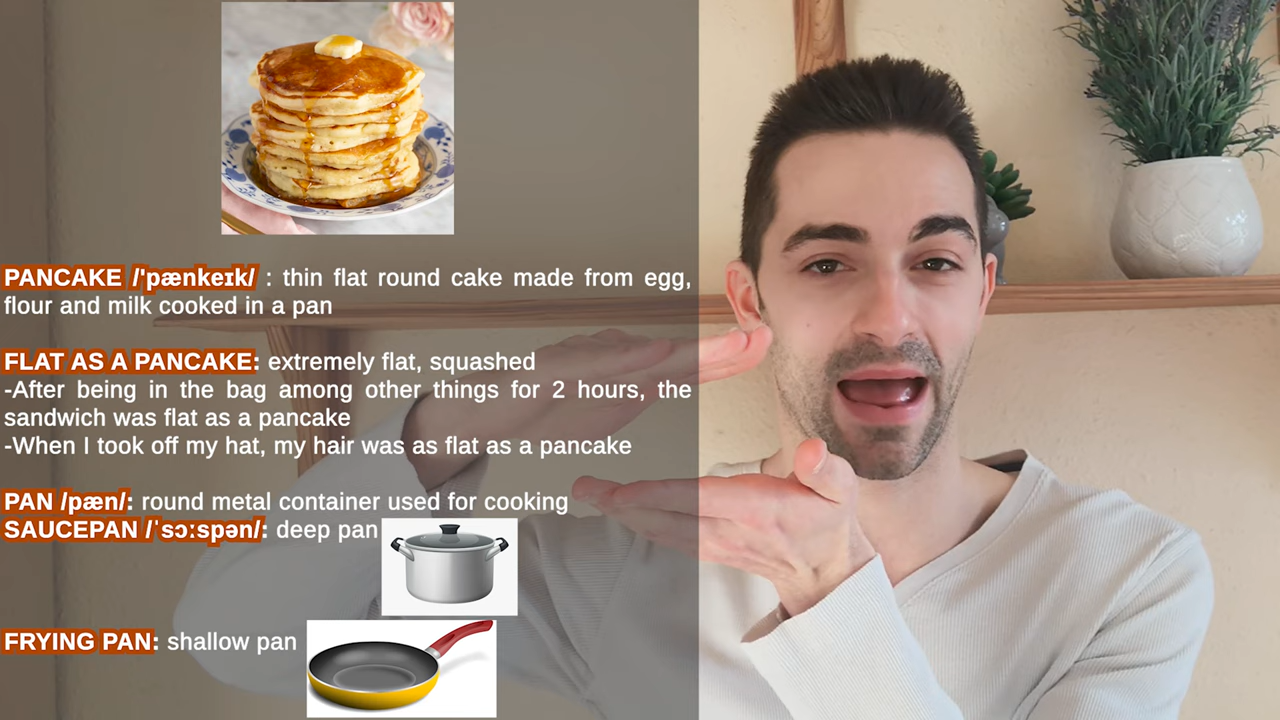 PANCAKE /'pænkeɪk/ : thin flat round cake made from egg,
flour and milk cooked in a pan
FLAT AS A PANCAKE: extremely flat, squashed
-After being in the bag among other things for 2 hours, the
sandwich was flat as a pancake
-When I took off my hat, my hair was as flat as a pancake
PAN /pæn/: round metal container used for cooking
SAUCEPAN /ˈsɔːspən/: deep pan
FRYING PAN: shallow pan